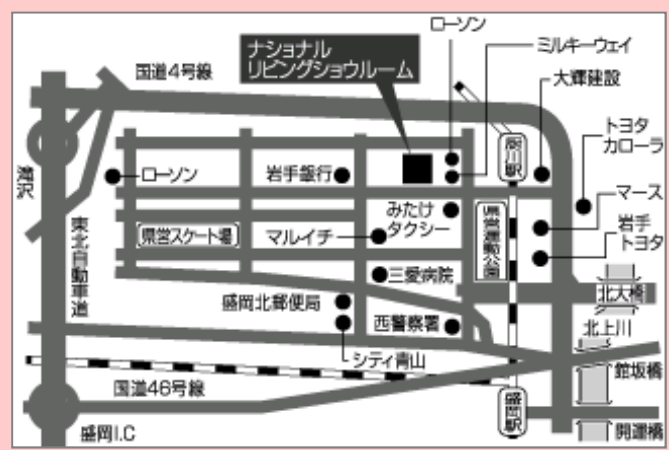 ローソン
ミルキーウェイ
ナショナル
リビングショウルーム
国道4号線
大輝建設
厨川駅
トヨタ
カローラ
滝沢
ローソン
岩手銀行
みたけ
タクシー
マース
東北自動車道
県営スケート場
マルイチ
県営運動公園
岩手
トヨタ
三愛病院
北大橋
盛岡北郵便局
西警察署
北上川
シティ青山
館坂橋
国道46号線
盛岡駅
盛岡I.C
開運橋